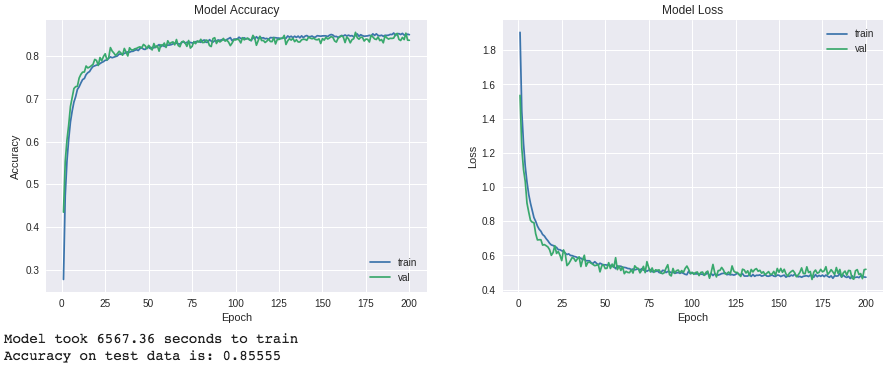 Model Accuracy
Accuracy
0.8
0.7
0.6
0.5
0.4
0.3
train
val
0 25 50 75 100 125 150 175 200
Epoch
Model Loss
Loss
1.8
1.6
1.4
1.2
1.0
0.8
0.6
0.4
train
val
0 25 50 75 100 125 150 175 200
Epoch
Model took 6567.36 seconds to train
Accuracy on test data is: 0.85555